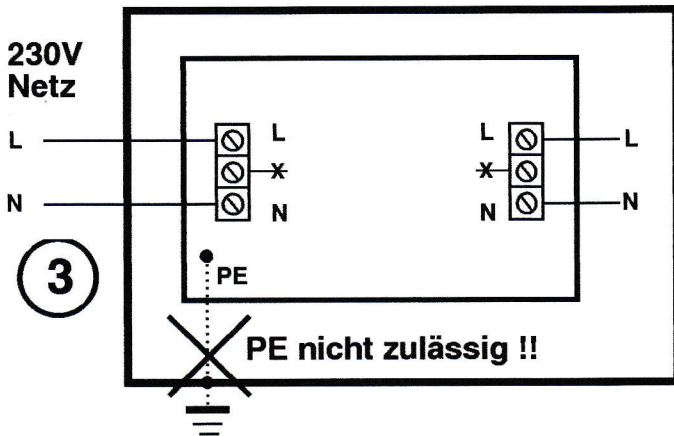 230V
Netz
L L L L
X X
N N N N
3
PE
PE nicht zulässig !!